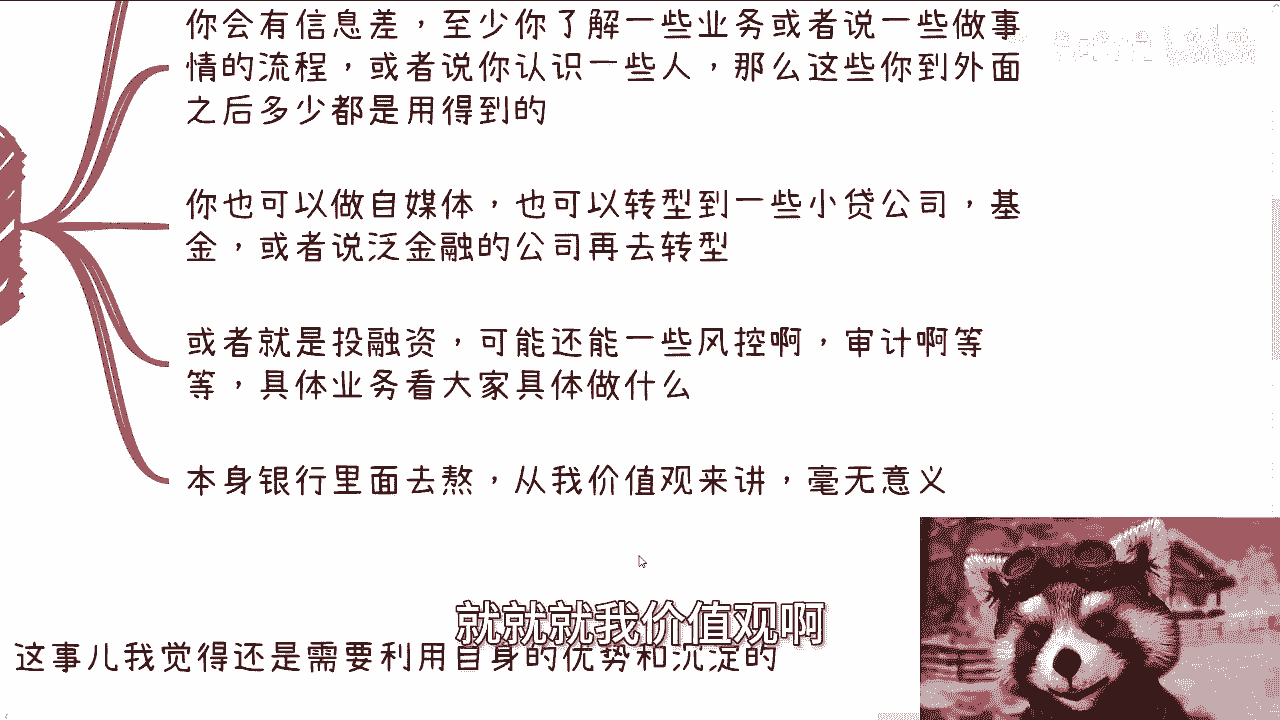 你会有信息差，至少你了解一些业务或者说一些做事
情的流程，或者说你认识一些人，那么这些你到外面
之后多少都是用得到的
你也可以做自媒体，也可以转型到一些小贷公司，基
金，或者说泛金融的公司再去转型
或者就是投融资，可能还能一些风控啊，审计啊等
等，具体业务看大家具体做什么
本身银行里面去熬，从我价值观来讲，毫无意义
就就就我价值观啊
这事儿我觉得还是需要利用自身的优势和沉淀的